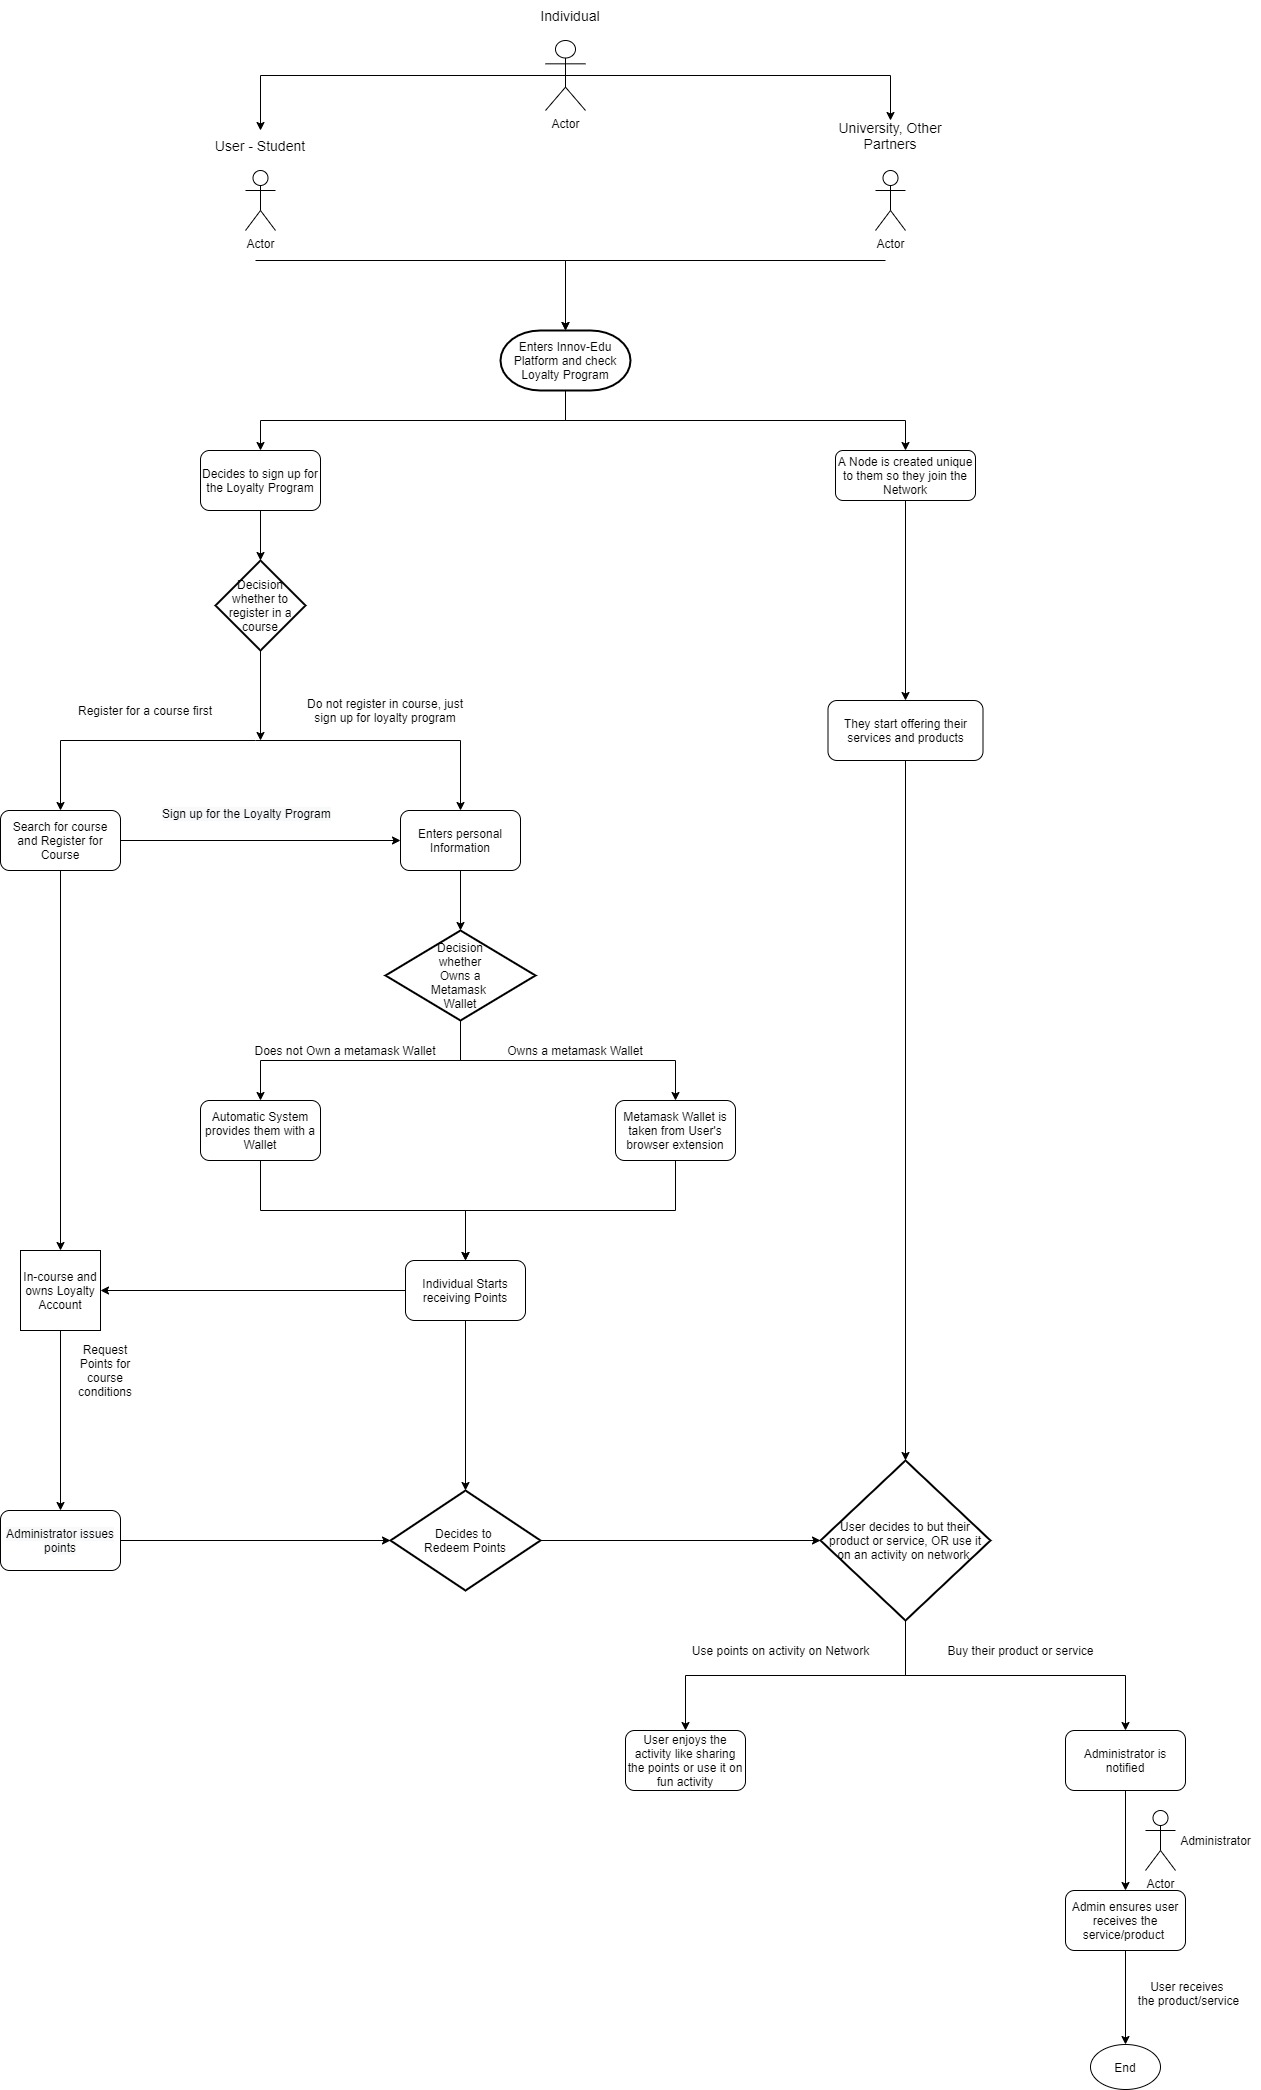 Individual
Actor
User - Student
University, Other
Partners
Actor
Actor
Enters Innov-Edu
Platform and check
Loyalty Program
Decides to sign up for
the Loyalty Program
A Node is created unique
to them so they join the
Network
Decision
whether to
register in a
course
Register for a course first
Do not register in course, just
sign up for loyalty program
They start offering their
services and products
Search for course
and Register for
Course
Sign up for the Loyalty Program
Enters personal
Information
Decision
whether
Owns a
Metamask
Wallet
Does not Own a metamask Wallet
Owns a metamask Wallet
Automatic System
provides them with a
Wallet
Metamask Wallet is
taken from User's
browser extension
In-course and
owns Loyalty
Account
Individual Starts
receiving Points
Request
Points for
course
conditions
Administrator issues
points
Decides to
Redeem Points
User decides to but their
product or service, OR use it
on an activity on network
Use points on activity on Network
Buy their product or service
User enjoys the
activity like sharing
the points or use it on
fun activity
Administrator is
notified
Administrator
Actor
Admin ensures user
receives the
service/product
User receives
the product/service
End